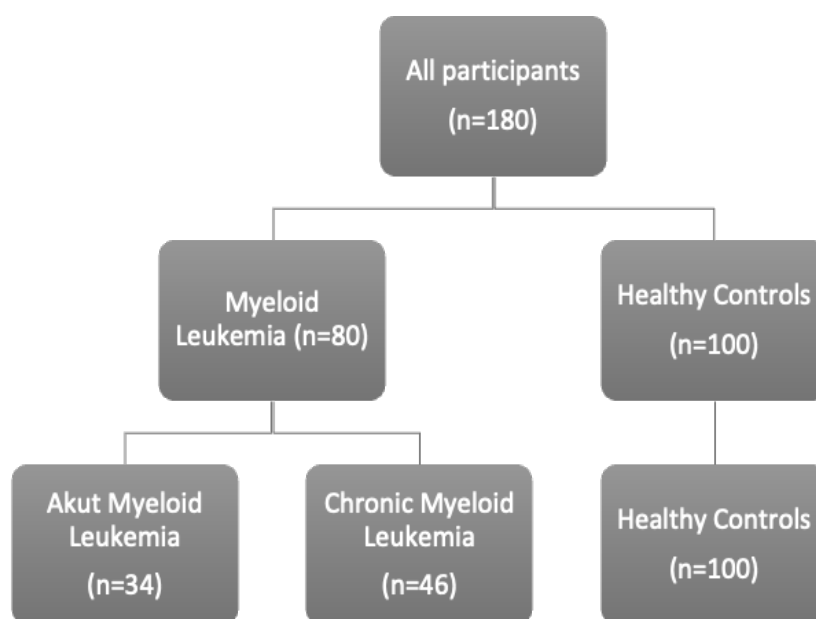 All participants
(n=180)
Myeloid
Leukemia (n=80)
Healthy Controls
(n=100)
Akut Myeloid
Leukemia
(n=34)
Chronic Myeloid
Leukemia
(n=46)
Healthy Controls
(n=100)